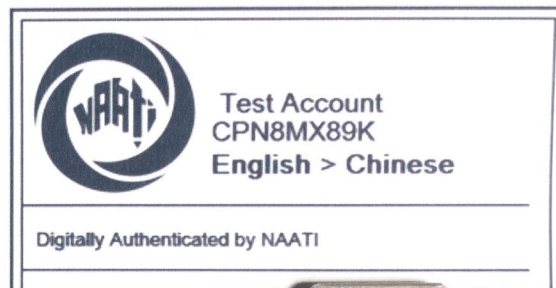 NAATI
Test Account
CPN8MX89K
English > Chinese
Digitally Authenticated by NAATI